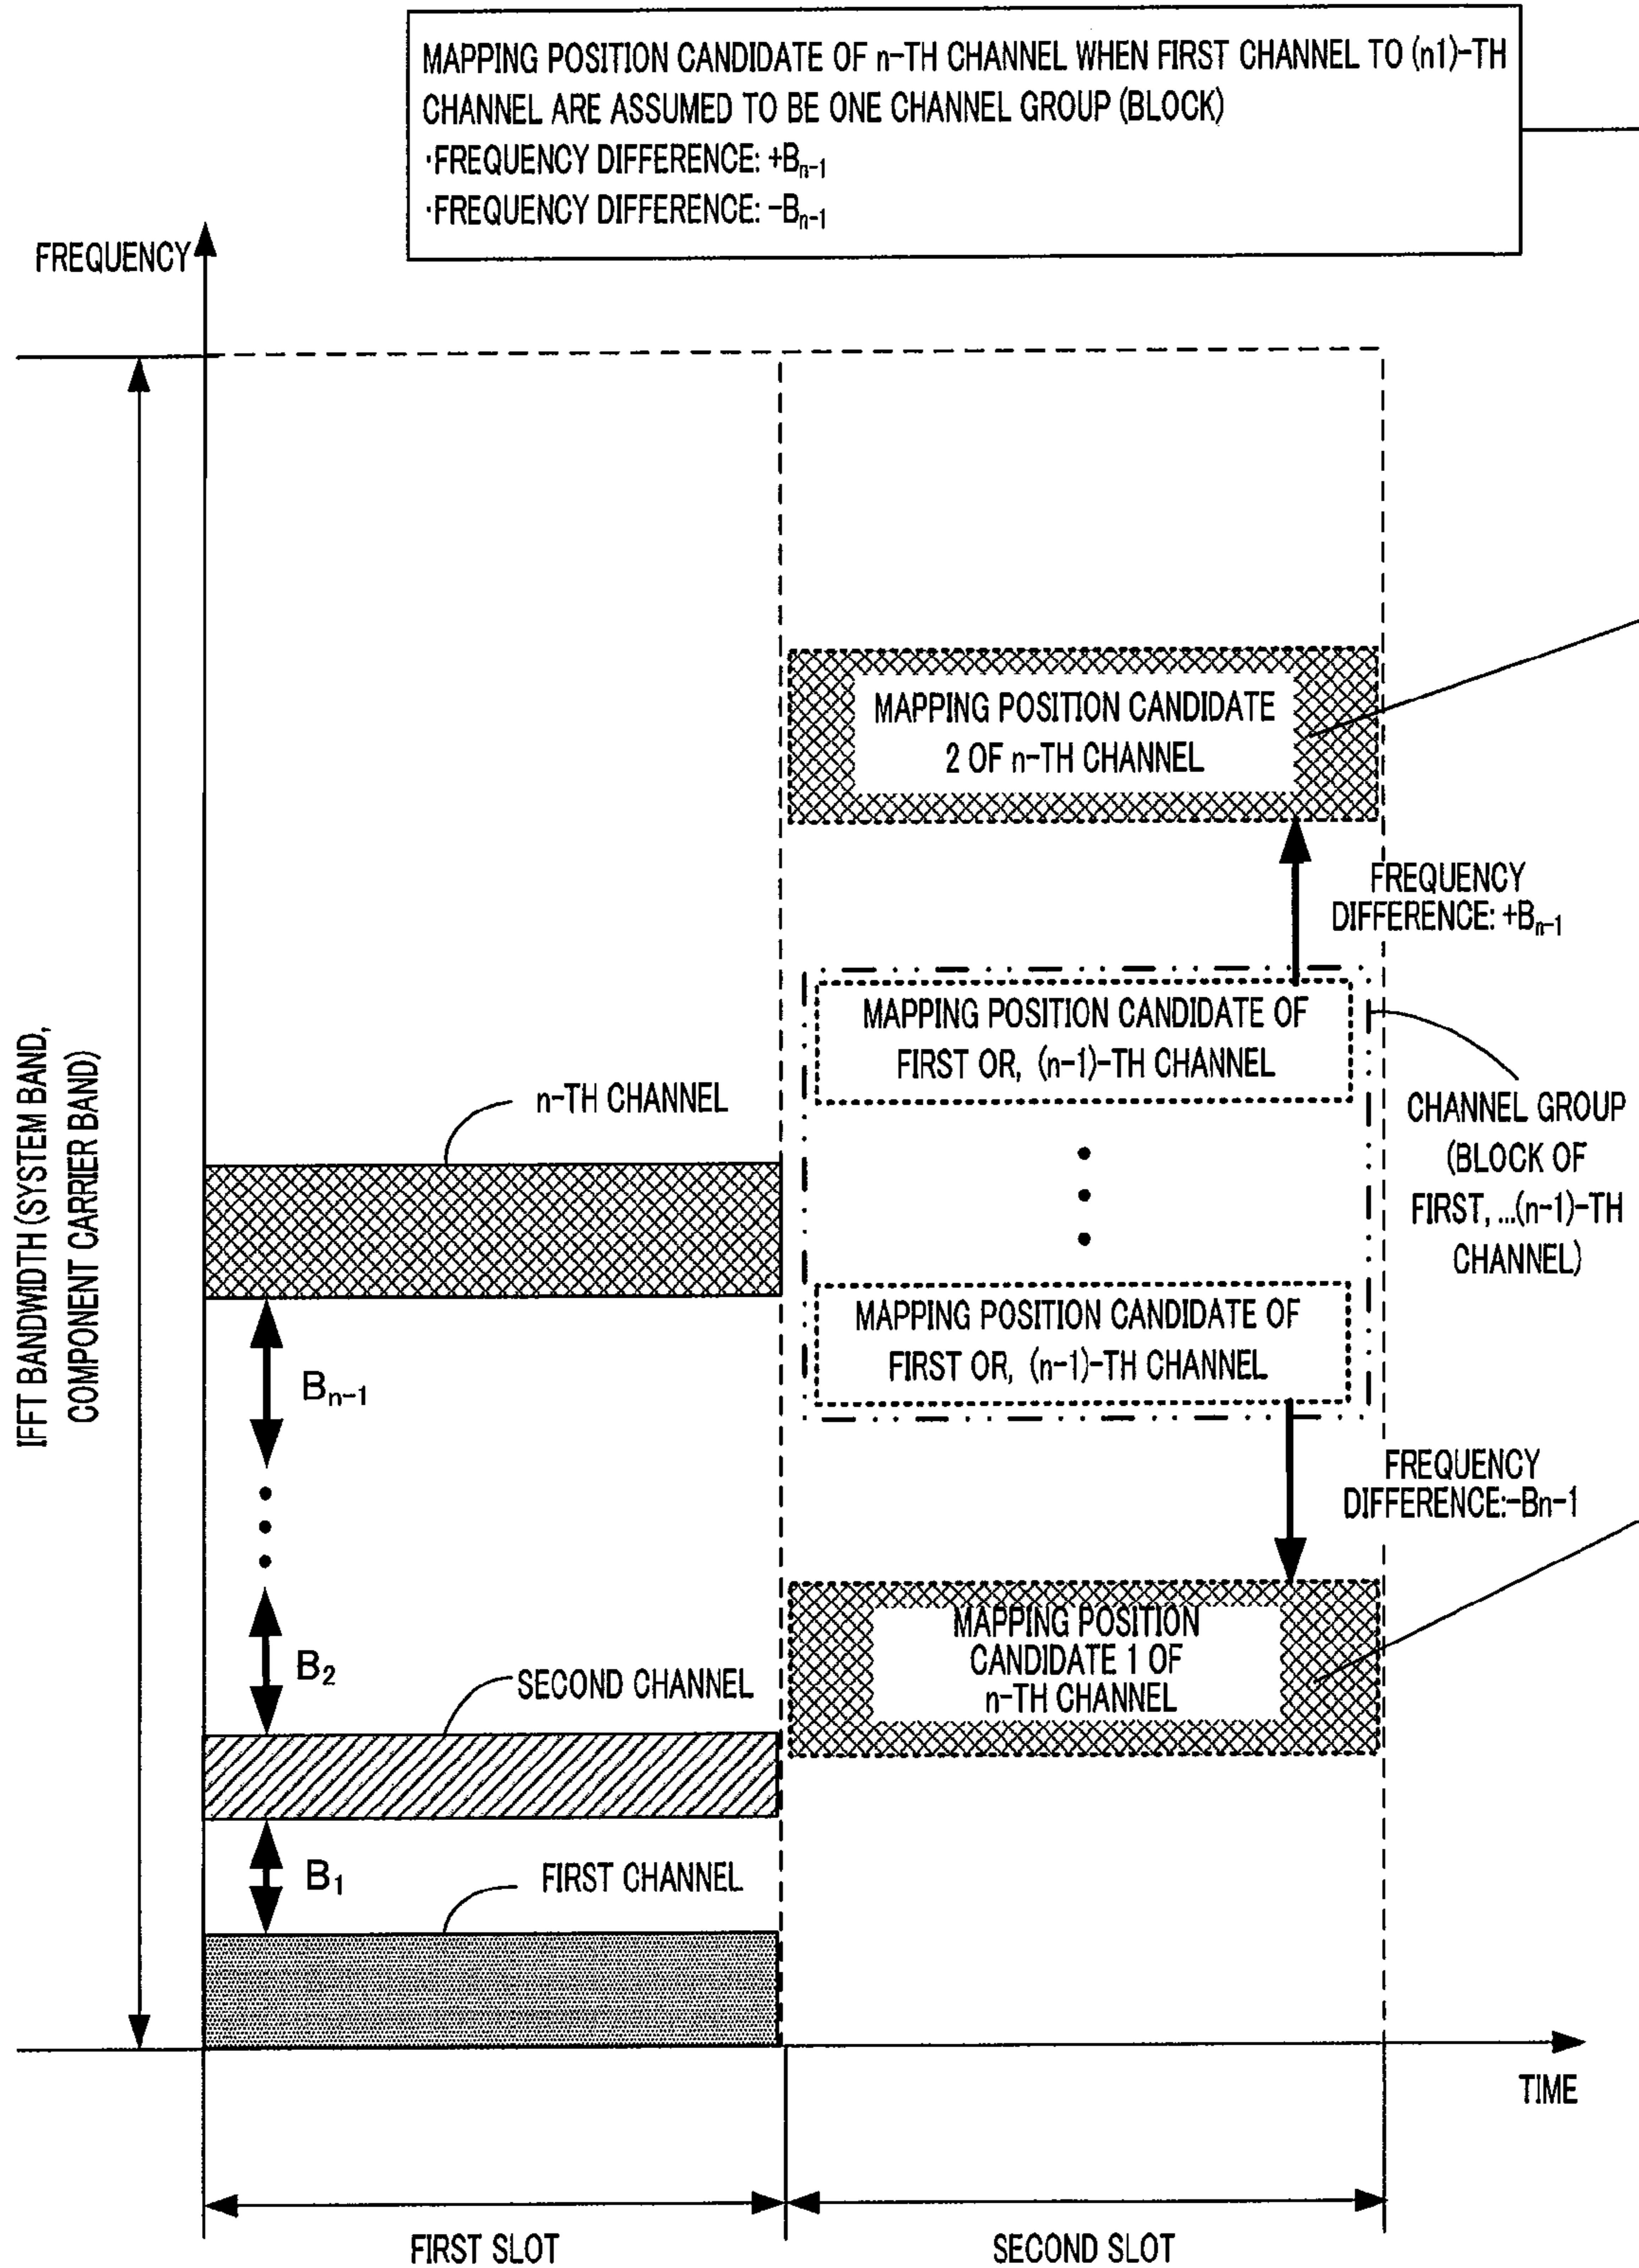 MAPPING POSITION CANDIDATE OF n-TH CHANNEL WHEN FIRST CHANNEL TO (n1)-TH
CHANNEL ARE ASSUMED TO BE ONE CHANNEL GROUP (BLOCK)
·FREQUENCY DIFFERENCE: +Bn-1
·FREQUENCY DIFFERENCE: -Bn-1
FREQUENCY
MAPPING POSITION CANDIDATE
2 OF n-TH CHANNEL
FREQUENCY
DIFFERENCE: +Bn-1
MAPPING POSITION CANDIDATE OF
FIRST OR, (n-1)-TH CHANNEL
CHANNEL GROUP
(BLOCK OF
FIRST, ...(n-1)-TH
CHANNEL)
MAPPING POSITION CANDIDATE OF
FIRST OR, (n-1)-TH CHANNEL
FREQUENCY
DIFFERENCE:-Bn-1
MAPPING POSITION
CANDIDATE 1 OF
n-TH CHANNEL
IFFT BANDWIDTH (SYSTEM BAND,
COMPONENT CARRIER BAND)
n-TH CHANNEL
Bn-1
B2
SECOND CHANNEL
B1
FIRST CHANNEL
TIME
FIRST SLOT
SECOND SLOT